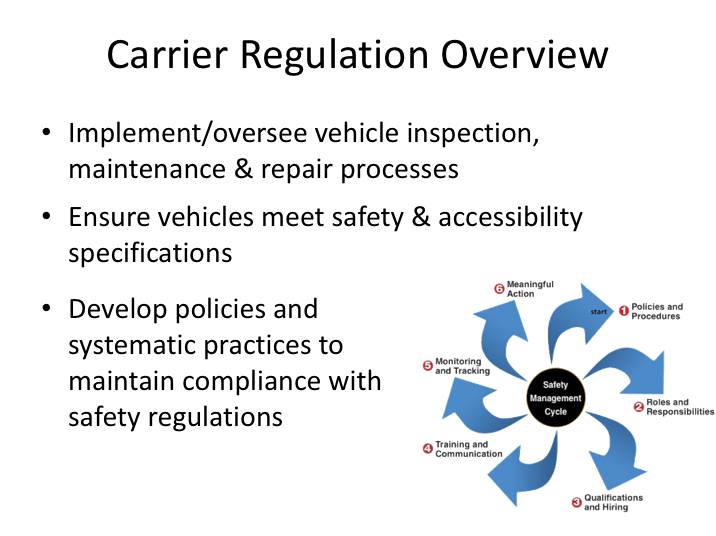 Carrier Regulation Overview
• Implement/oversee vehicle inspection,
maintenance & repair processes
• Ensure vehicles meet safety & accessibility
specifications
• Develop policies and
systematic practices to
maintain compliance with
safety regulations
Safety
Management
Cycle
start
1 Policies and
Procedures
2 Roles and
Responsibilities
3 Qualifications
and Hiring
4 Training and
Communication
5 Monitoring
and Tracking
6 Meaningful
Action